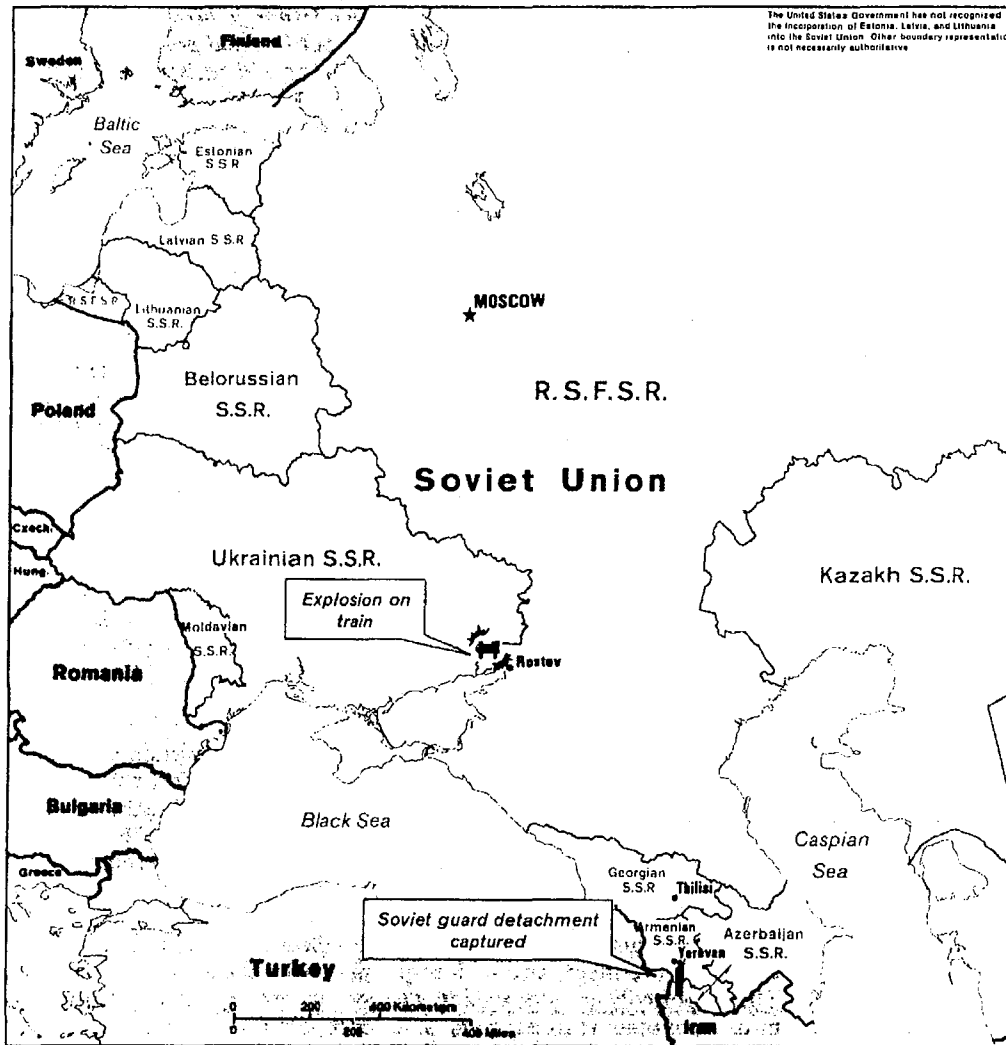 The United States Government has not recognized
the incorporation of Estonia, Latvia, and Lithuania
into the Soviet Union. Other boundary representatio
is not necessarily authoritative
Finland
Sweden
Baltic
Sea
Estonian
S S R
Latvian S S R
R S F S R
Lithuanian
S.S.R.
MOSCOW
Belorussian
S.S.R.
R.S.F.S.R.
Poland
Soviet Union
Czech.
Hung.
Ukrainian S.S.R.
Kazakh S.S.R.
Explosion on
train
Moldavian
S.S.R.
Rostov
Romania
Bulgaria
Black Sea
Caspian
Sea
Greece
Georgian
S.S.R
Tbilisi
Soviet guard detachment
captured
Armenian
S.S.R.
Azerbaijan
S.S.R.
Yerevan
Turkey
Iran
0 200 400 Kilometers
0 200 400 Miles